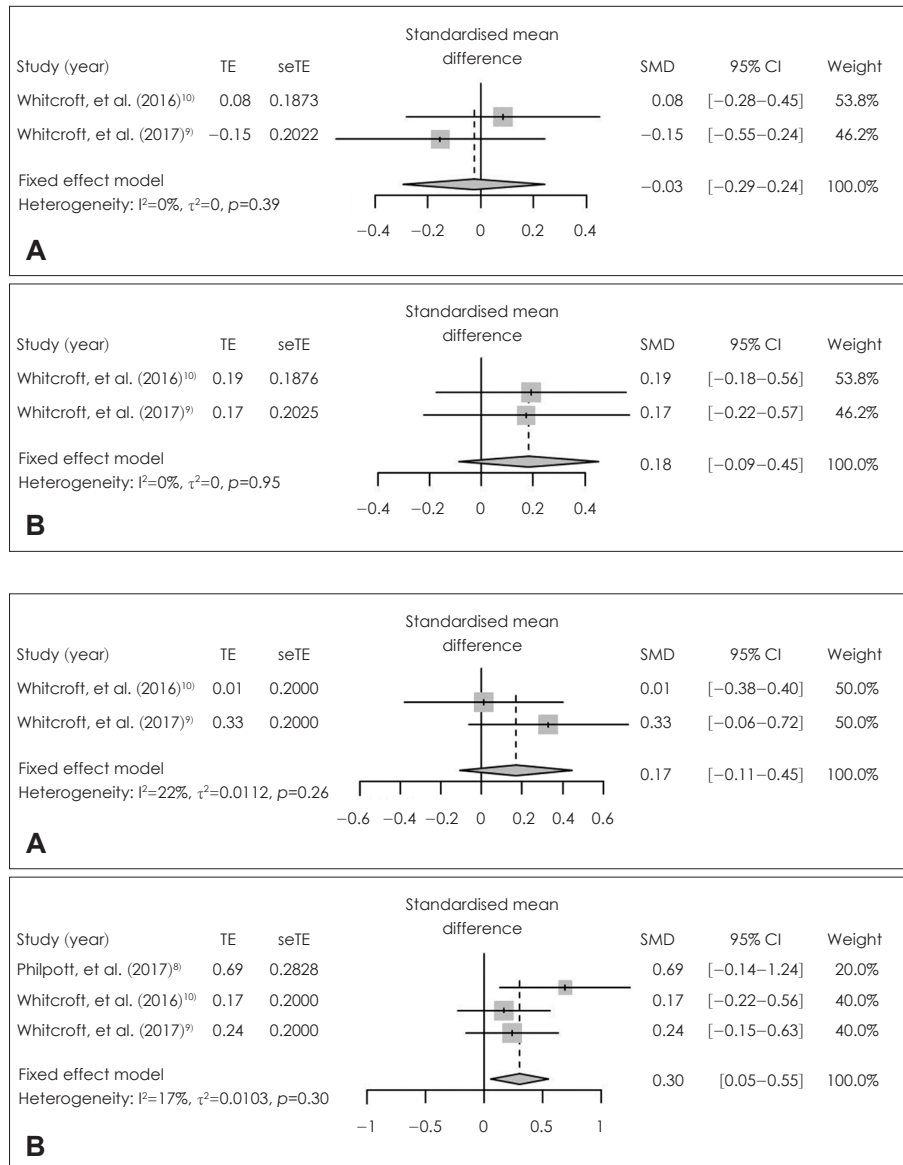 Standardised mean
difference
Study (year) TE seTE SMD 95% CI Weight
Whitcroft, et al. (2016)¹⁰⁾ 0.08 0.1873 0.08 [−0.28−0.45] 53.8%
Whitcroft, et al. (2017)⁹⁾ −0.15 0.2022 −0.15 [−0.55−0.24] 46.2%
Fixed effect model −0.03 [−0.29−0.24] 100.0%
Heterogeneity: I²=0%, τ²=0, p=0.39
−0.4 −0.2 0 0.2 0.4
A
Standardised mean
difference
Study (year) TE seTE SMD 95% CI Weight
Whitcroft, et al. (2016)¹⁰⁾ 0.19 0.1876 0.19 [−0.18−0.56] 53.8%
Whitcroft, et al. (2017)⁹⁾ 0.17 0.2025 0.17 [−0.22−0.57] 46.2%
Fixed effect model 0.18 [−0.09−0.45] 100.0%
Heterogeneity: I²=0%, τ²=0, p=0.95
−0.4 −0.2 0 0.2 0.4
B
Standardised mean
difference
Study (year) TE seTE SMD 95% CI Weight
Whitcroft, et al. (2016)¹⁰⁾ 0.01 0.2000 0.01 [−0.38−0.40] 50.0%
Whitcroft, et al. (2017)⁹⁾ 0.33 0.2000 0.33 [−0.06−0.72] 50.0%
Fixed effect model 0.17 [−0.11−0.45] 100.0%
Heterogeneity: I²=22%, τ²=0.0112, p=0.26
−0.6 −0.4 −0.2 0 0.2 0.4 0.6
A
Standardised mean
difference
Study (year) TE seTE SMD 95% CI Weight
Philpott, et al. (2017)⁸⁾ 0.69 0.2828 0.69 [−0.14−1.24] 20.0%
Whitcroft, et al. (2016)¹⁰⁾ 0.17 0.2000 0.17 [−0.22−0.56] 40.0%
Whitcroft, et al. (2017)⁹⁾ 0.24 0.2000 0.24 [−0.15−0.63] 40.0%
Fixed effect model 0.30 [0.05−0.55] 100.0%
Heterogeneity: I²=17%, τ²=0.0103, p=0.30
−1 −0.5 0 0.5 1
B